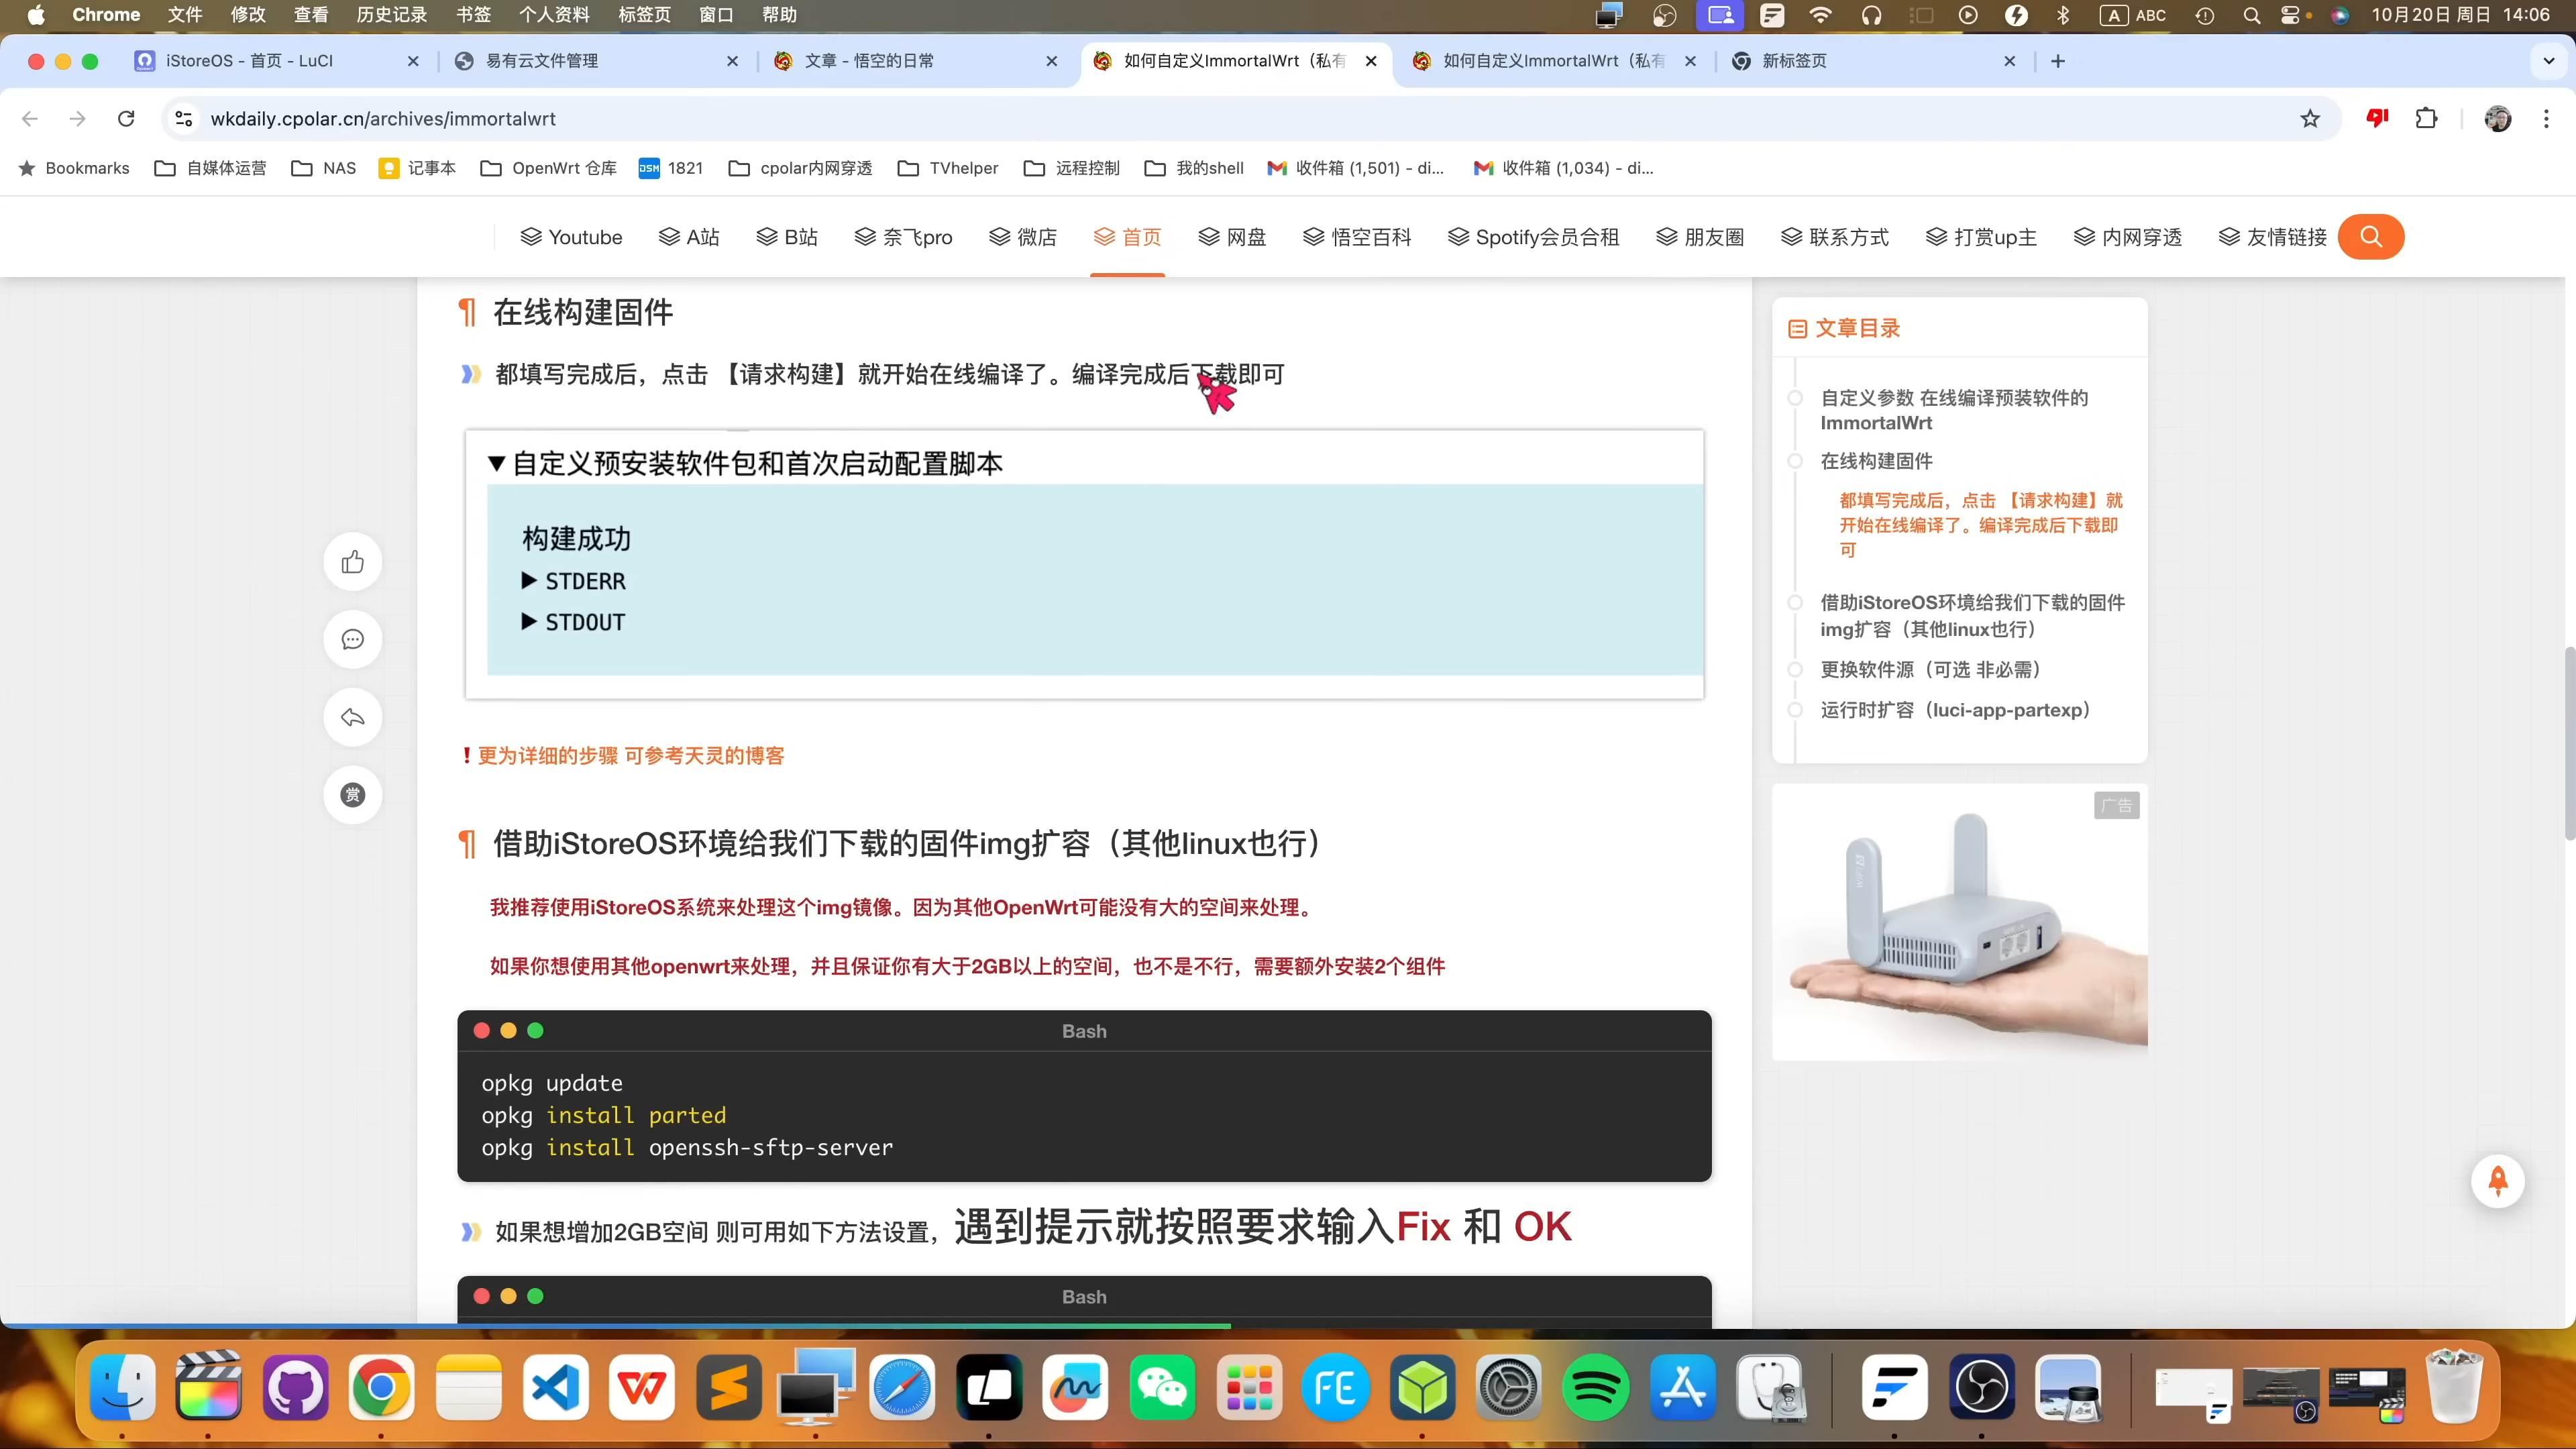 Chrome 文件 修改 查看 历史记录 书签 个人资料 标签页 窗口 帮助 A ABC 10月20日 周日 14:06
iStoreOS - 首页 - LuCI 易有云文件管理 文章 - 悟空的日常 如何自定义ImmortalWrt（私有 如何自定义ImmortalWrt（私有 新标签页
wkdaily.cpolar.cn/archives/immortalwrt
Bookmarks 自媒体运营 NAS 记事本 OpenWrt 仓库 DSM 1821 cpolar内网穿透 TVhelper 远程控制 我的shell 收件箱 (1,501) - di... 收件箱 (1,034) - di...
Youtube A站 B站 奈飞pro 微店 首页 网盘 悟空百科 Spotify会员合租 朋友圈 联系方式 打赏up主 内网穿透 友情链接
在线构建固件
都填写完成后，点击 【请求构建】就开始在线编译了。编译完成后下载即可
▼自定义预安装软件包和首次启动配置脚本
构建成功
▶ STDERR
▶ STDOUT
赏
！更为详细的步骤 可参考天灵的博客
借助iStoreOS环境给我们下载的固件img扩容（其他linux也行）
我推荐使用iStoreOS系统来处理这个img镜像。因为其他OpenWrt可能没有大的空间来处理。
如果你想使用其他openwrt来处理，并且保证你有大于2GB以上的空间，也不是不行，需要额外安装2个组件
Bash
opkg update
opkg install parted
opkg install openssh-sftp-server
如果想增加2GB空间 则可用如下方法设置，遇到提示就按照要求输入Fix 和 OK
Bash
文章目录
自定义参数 在线编译预装软件的
ImmortalWrt
在线构建固件
都填写完成后，点击 【请求构建】就
开始在线编译了。编译完成后下载即
可
借助iStoreOS环境给我们下载的固件
img扩容（其他linux也行）
更换软件源（可选 非必需）
运行时扩容（luci-app-partexp）
广告
FE